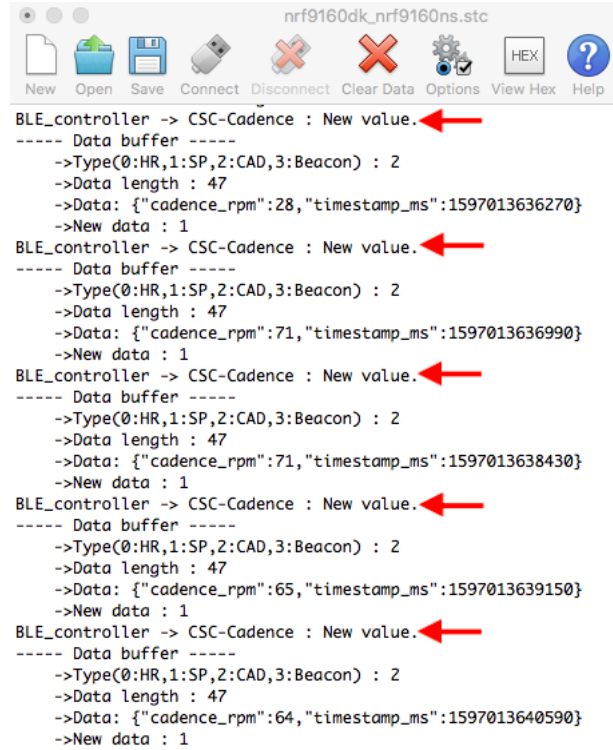 nrf9160dk_nrf9160ns.stc
HEX
New Open Save Connect Disconnect Clear Data Options View Hex Help
BLE_controller -> CSC-Cadence : New value.
----- Data buffer -----
->Type(0:HR,1:SP,2:CAD,3:Beacon) : 2
->Data length : 47
->Data: {"cadence_rpm":28,"timestamp_ms":1597013636270}
->New data : 1
BLE_controller -> CSC-Cadence : New value.
----- Data buffer -----
->Type(0:HR,1:SP,2:CAD,3:Beacon) : 2
->Data length : 47
->Data: {"cadence_rpm":71,"timestamp_ms":1597013636990}
->New data : 1
BLE_controller -> CSC-Cadence : New value.
----- Data buffer -----
->Type(0:HR,1:SP,2:CAD,3:Beacon) : 2
->Data length : 47
->Data: {"cadence_rpm":71,"timestamp_ms":1597013638430}
->New data : 1
BLE_controller -> CSC-Cadence : New value.
----- Data buffer -----
->Type(0:HR,1:SP,2:CAD,3:Beacon) : 2
->Data length : 47
->Data: {"cadence_rpm":65,"timestamp_ms":1597013639150}
->New data : 1
BLE_controller -> CSC-Cadence : New value.
----- Data buffer -----
->Type(0:HR,1:SP,2:CAD,3:Beacon) : 2
->Data length : 47
->Data: {"cadence_rpm":64,"timestamp_ms":1597013640590}
->New data : 1